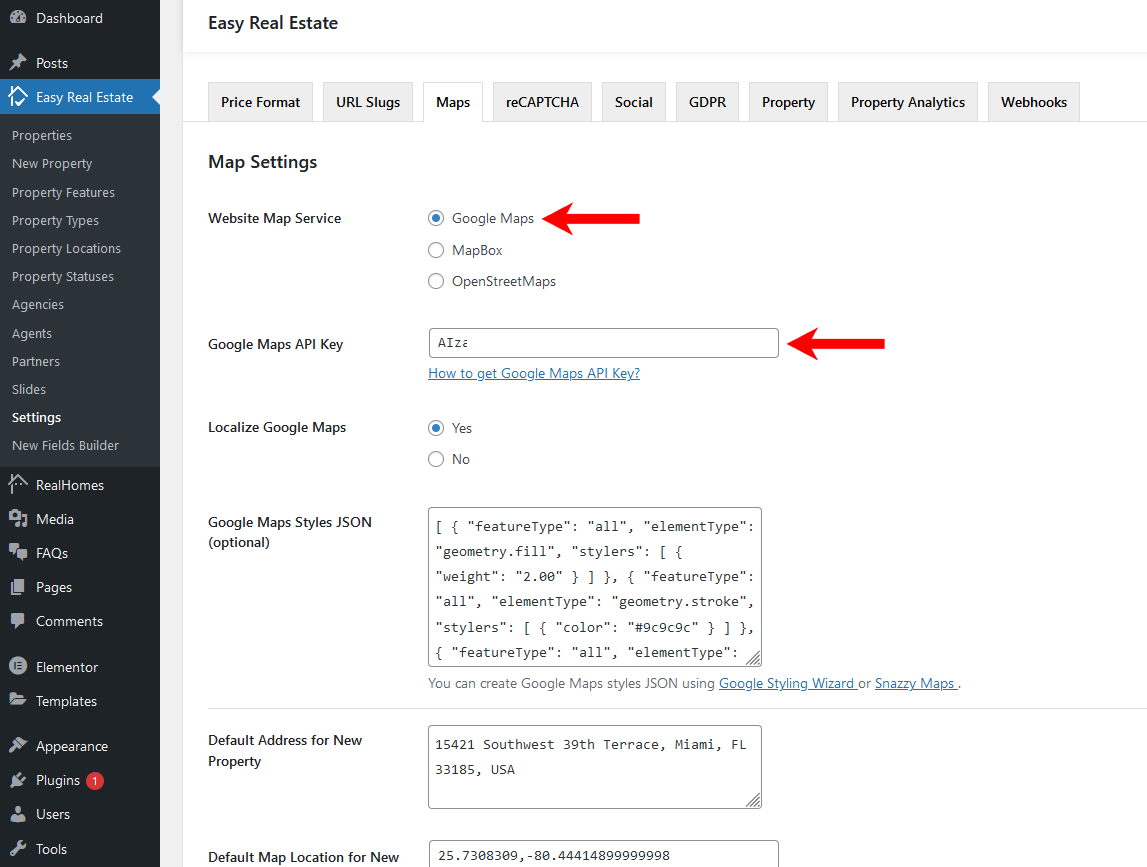 Dashboard
Posts
Easy Real Estate
Properties
New Property
Property Features
Property Types
Property Locations
Property Statuses
Agencies
Agents
Partners
Slides
Settings
New Fields Builder
RealHomes
Media
FAQs
Pages
Comments
Elementor
Templates
Appearance
Plugins 1
Users
Tools
Easy Real Estate
Price Format URL Slugs Maps reCAPTCHA Social GDPR Property Property Analytics Webhooks
Map Settings
Website Map Service
Google Maps
MapBox
OpenStreetMaps
Google Maps API Key
AIza
How to get Google Maps API Key?
Localize Google Maps
Yes
No
Google Maps Styles JSON
(optional)
[ { "featureType": "all", "elementType":
"geometry.fill", "stylers": [ {
"weight": "2.00" } ] }, { "featureType":
"all", "elementType": "geometry.stroke",
"stylers": [ { "color": "#9c9c9c" } ] },
{ "featureType": "all", "elementType":
You can create Google Maps styles JSON using Google Styling Wizard or Snazzy Maps .
Default Address for New
Property
15421 Southwest 39th Terrace, Miami, FL
33185, USA
Default Map Location for New
25.7308309,-80.44414899999998